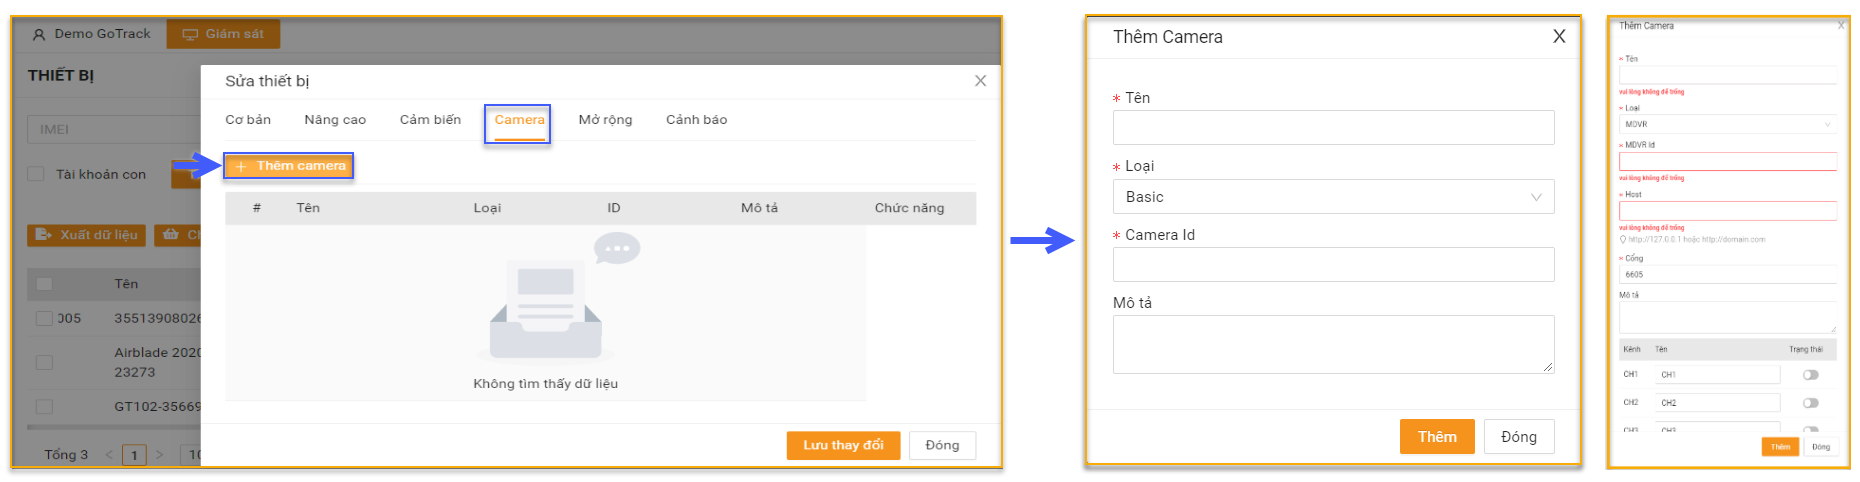 Demo GoTrack
Giám sát
THIẾT BỊ
IMEI
Tài khoản con
Xuất dữ liệu
Tên
005 35513908026
Airblade 2020
23273
GT102-35669
Tổng 3 < 1 > 10
Sửa thiết bị
Cơ bản Nâng cao Cảm biến Camera Mở rộng Cảnh báo
+ Thêm camera
# Tên Loại ID Mô tả Chức năng
Không tìm thấy dữ liệu
Lưu thay đổi Đóng
Thêm Camera X
* Tên
* Loại
Basic
* Camera Id
Mô tả
Thêm Đóng
Thêm Camera
* Tên
vui lòng không để trống
* Loại
MDVR
* MDVR Id
vui lòng không để trống
* Host
vui lòng không để trống
http://127.0.0.1 hoặc http://domain.com
* Cổng
6605
Mô tả
Kênh Tên Trạng thái
CH1 CH1
CH2 CH2
CH3 CH3
Thêm Đóng